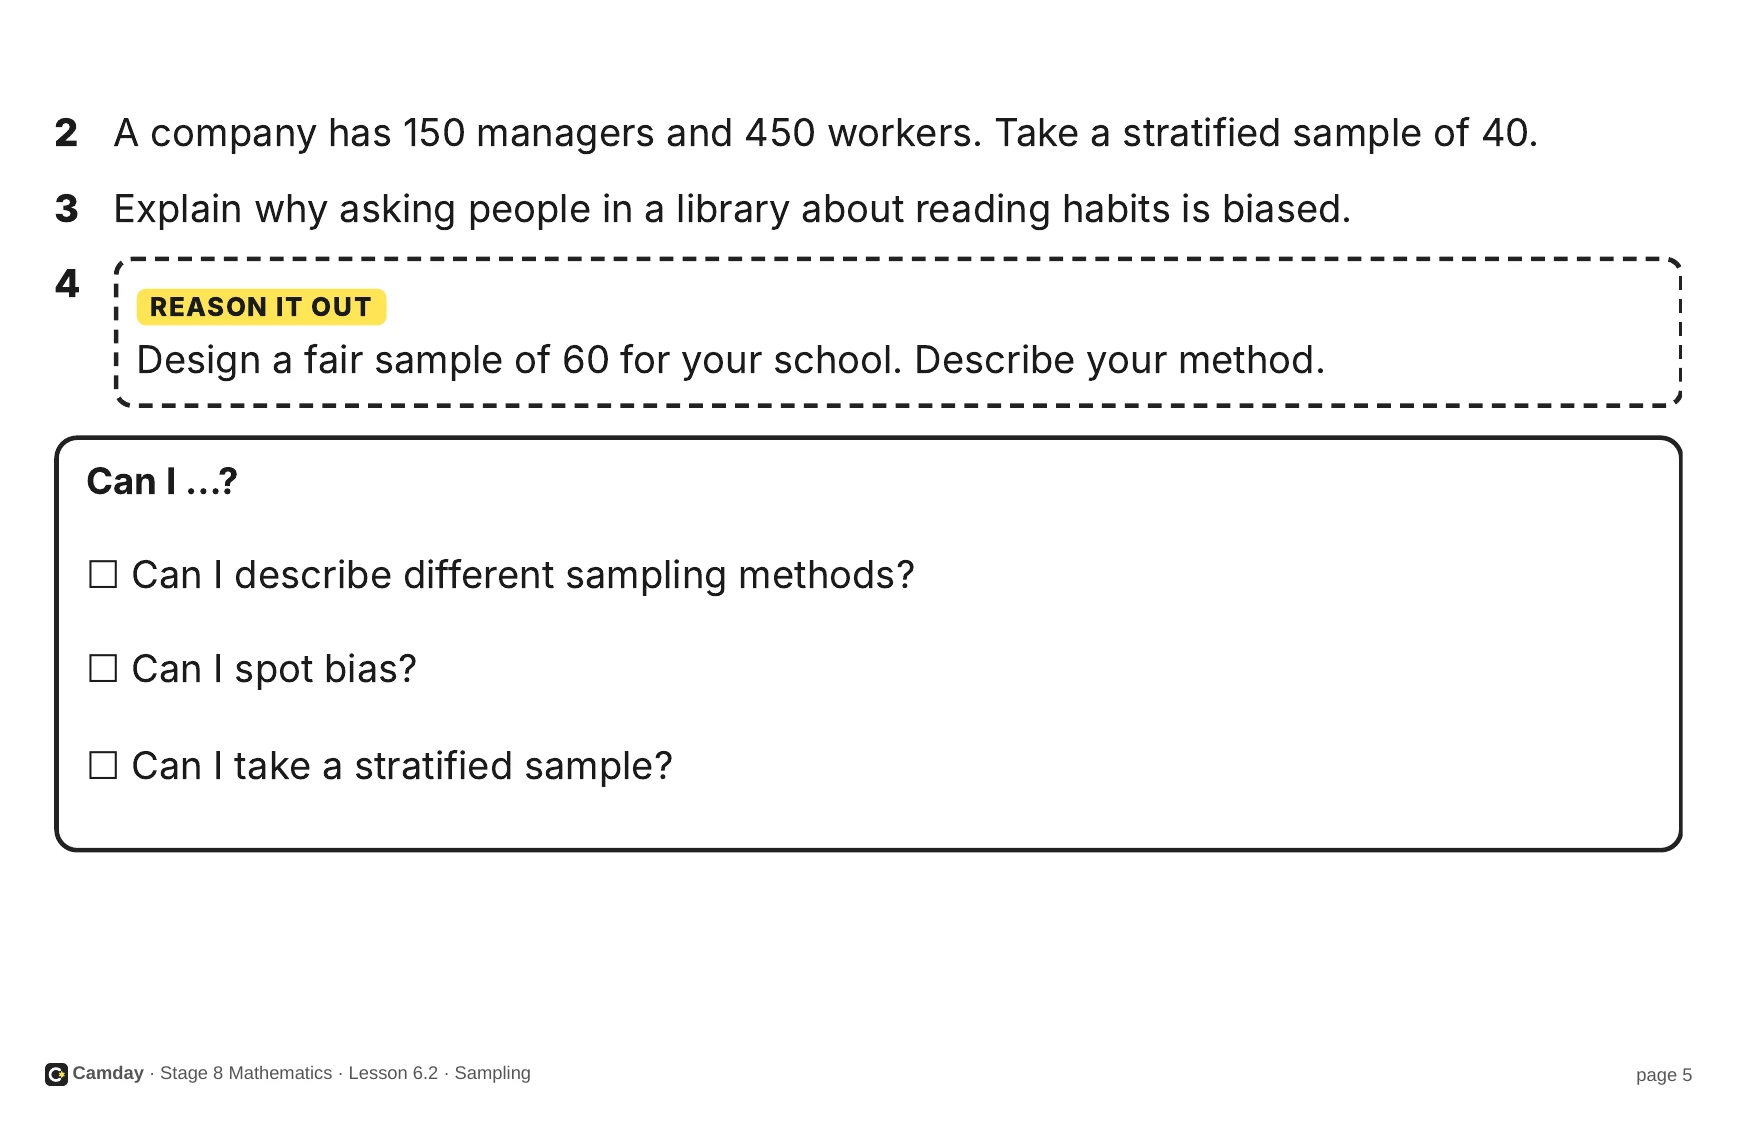 2 A company has 150 managers and 450 workers. Take a stratified sample of 40.
3 Explain why asking people in a library about reading habits is biased.
4
REASON IT OUT
Design a fair sample of 60 for your school. Describe your method.
Can I …?
☐ Can I describe different sampling methods?
☐ Can I spot bias?
☐ Can I take a stratified sample?
Camday · Stage 8 Mathematics · Lesson 6.2 · Sampling
page 5